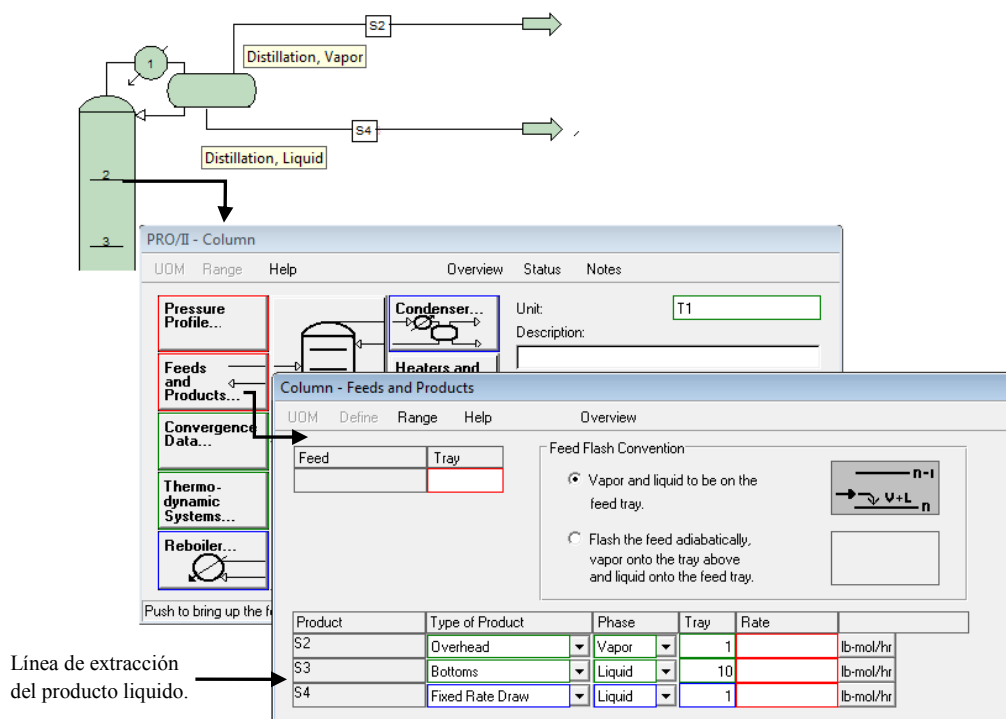 S2
Distillation, Vapor
1
S4
Distillation, Liquid
2
3
PRO/II - Column
UOM Range Help Overview Status Notes
Pressure
Profile...
Condenser...
Unit: T1
Description:
Feeds
and
Products...
Heaters and
Convergence
Data...
Thermo-
dynamic
Systems...
Reboiler...
Push to bring up the
Column - Feeds and Products
UOM Define Range Help Overview
Feed Tray
Feed Flash Convention
Vapor and liquid to be on the
feed tray.
n-1
V+L
n
Flash the feed adiabatically,
vapor onto the tray above
and liquid onto the feed tray.
Product Type of Product Phase Tray Rate
S2 Overhead Vapor 1 lb-mol/hr
S3 Bottoms Liquid 10 lb-mol/hr
S4 Fixed Rate Draw Liquid 1 lb-mol/hr
Línea de extracción
del producto liquido.